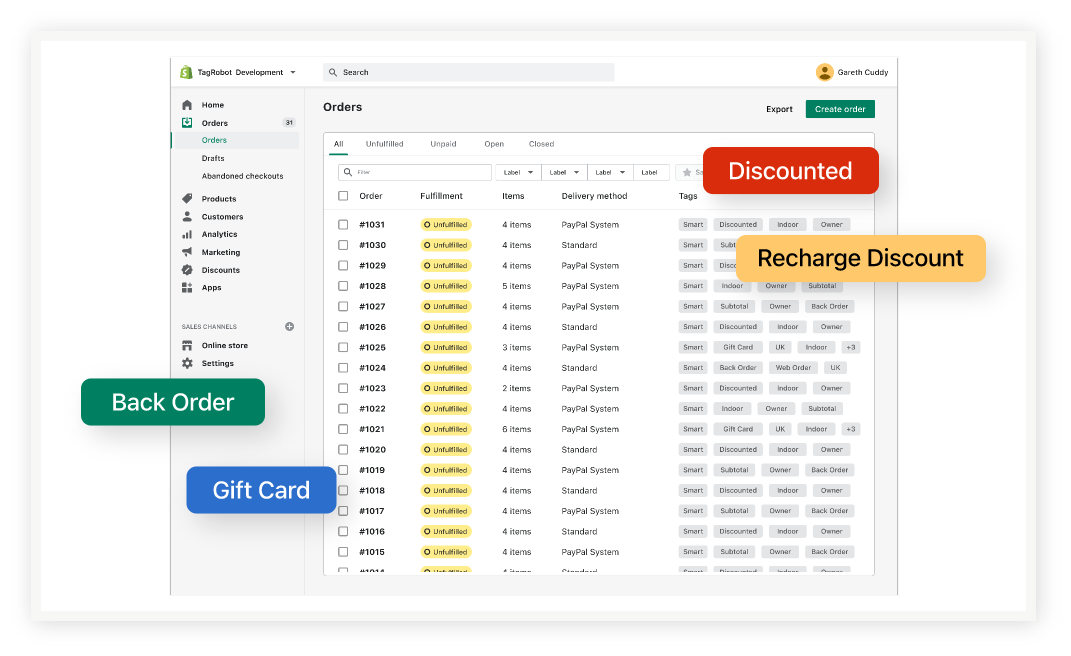 TagRobot Development
Search
Gareth Cuddy
Home
Orders 31
Orders
Drafts
Abandoned checkouts
Products
Customers
Analytics
Marketing
Discounts
Apps
SALES CHANNELS
Online store
Settings
Orders
Export Create order
All Unfulfilled Unpaid Open Closed
Filter Label Label Label Label
Order Fulfillment Items Delivery method Tags
#1031 Unfulfilled 4 items PayPal System Smart Discounted Indoor Owner
#1030 Unfulfilled 4 items Standard Smart
#1029 Unfulfilled 4 items PayPal System Smart
#1028 Unfulfilled 5 items PayPal System Smart Indoor Owner Subtotal
#1027 Unfulfilled 4 items PayPal System Smart Subtotal Owner Back Order
#1026 Unfulfilled 4 items Standard Smart Discounted Indoor Owner
#1025 Unfulfilled 3 items PayPal System Smart Gift Card UK Indoor +3
#1024 Unfulfilled 4 items Standard Smart Back Order Web Order UK
#1023 Unfulfilled 2 items PayPal System Smart Discounted Indoor Owner
#1022 Unfulfilled 4 items PayPal System Smart Indoor Owner Subtotal
#1021 Unfulfilled 6 items PayPal System Smart Gift Card UK Indoor +3
#1020 Unfulfilled 4 items Standard Smart Discounted Indoor Owner
#1019 Unfulfilled 4 items PayPal System Smart Subtotal Owner Back Order
#1018 Unfulfilled 4 items Standard Smart Discounted Indoor Owner
#1017 Unfulfilled 4 items PayPal System Smart Subtotal Owner Back Order
#1016 Unfulfilled 4 items Standard Smart Discounted Indoor Owner
#1015 Unfulfilled 4 items PayPal System Smart Subtotal Owner Back Order
#1014 Unfulfilled 4 items Standard Smart Discounted Indoor Owner
Discounted
Recharge Discount
Back Order
Gift Card